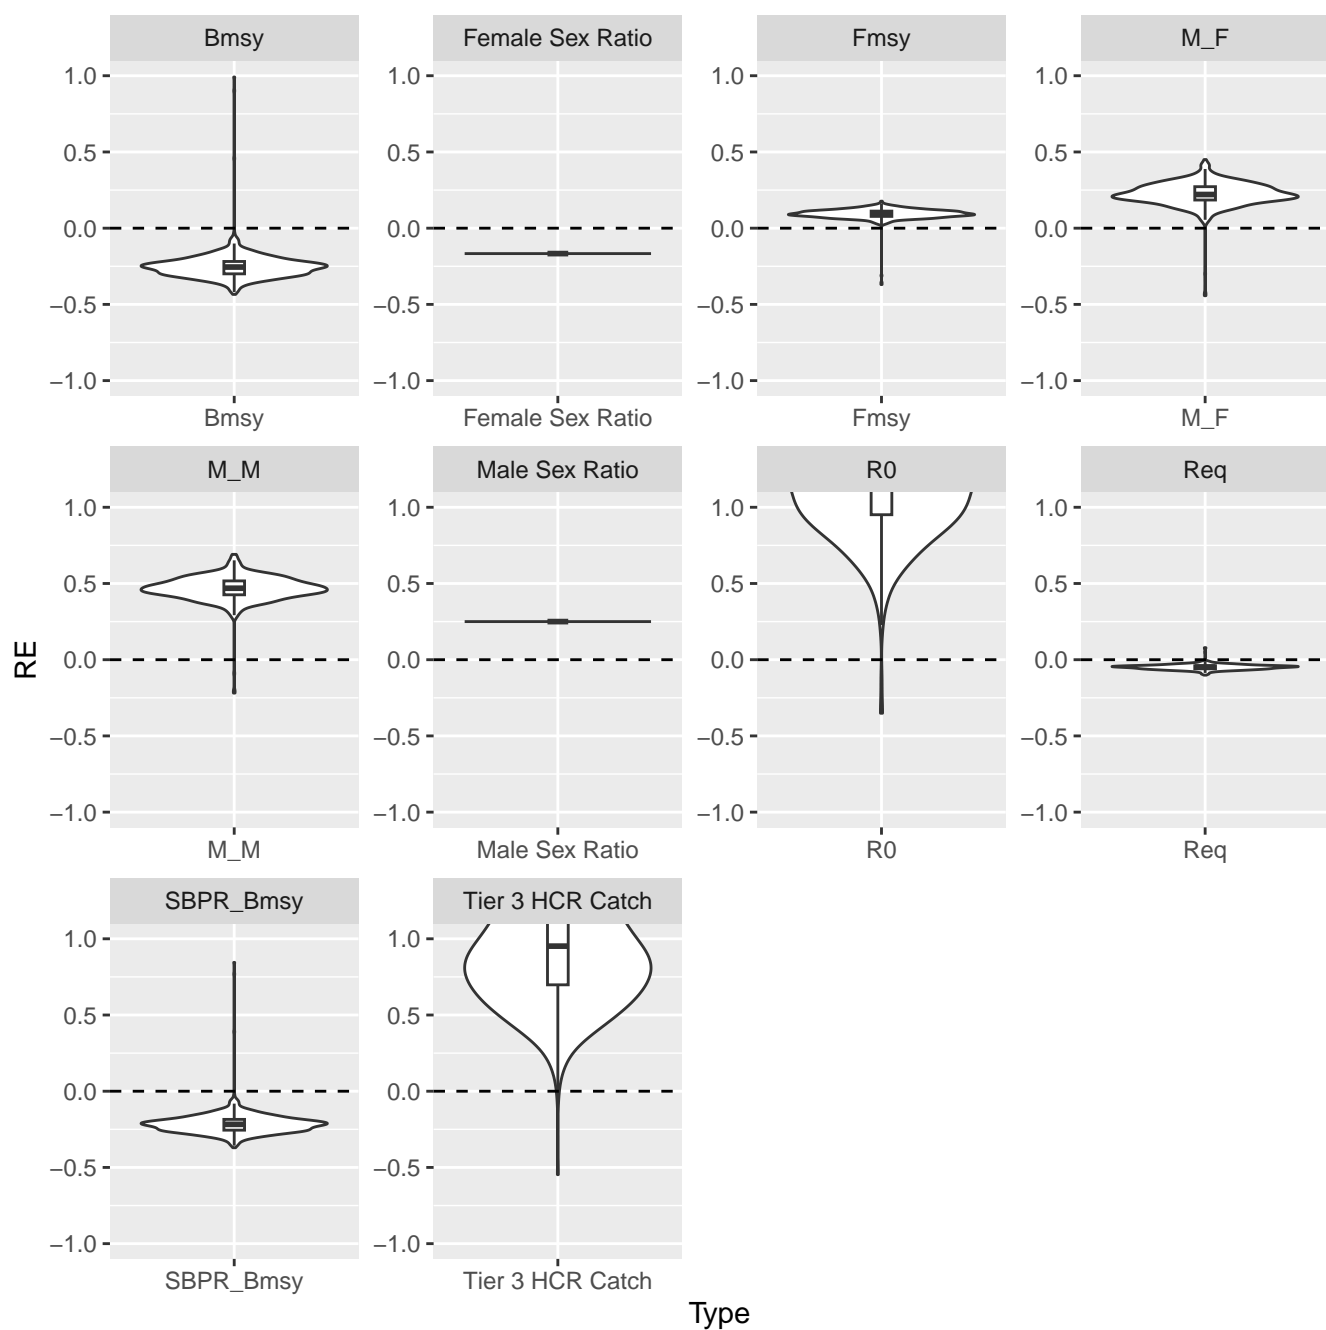 Bmsy Female Sex Ratio Fmsy M_F
1.0 1.0 1.0 1.0
0.5 0.5 0.5 0.5
0.0 0.0 0.0 0.0
−0.5 −0.5 −0.5 −0.5
−1.0 −1.0 −1.0 −1.0
Bmsy Female Sex Ratio Fmsy M_F
M_M Male Sex Ratio R0 Req
1.0 1.0 1.0 1.0
0.5 0.5 0.5 0.5
RE
0.0 0.0 0.0 0.0
−0.5 −0.5 −0.5 −0.5
−1.0 −1.0 −1.0 −1.0
M_M Male Sex Ratio R0 Req
SBPR_Bmsy Tier 3 HCR Catch
1.0 1.0
0.5 0.5
0.0 0.0
−0.5 −0.5
−1.0 −1.0
SBPR_Bmsy Tier 3 HCR Catch
Type